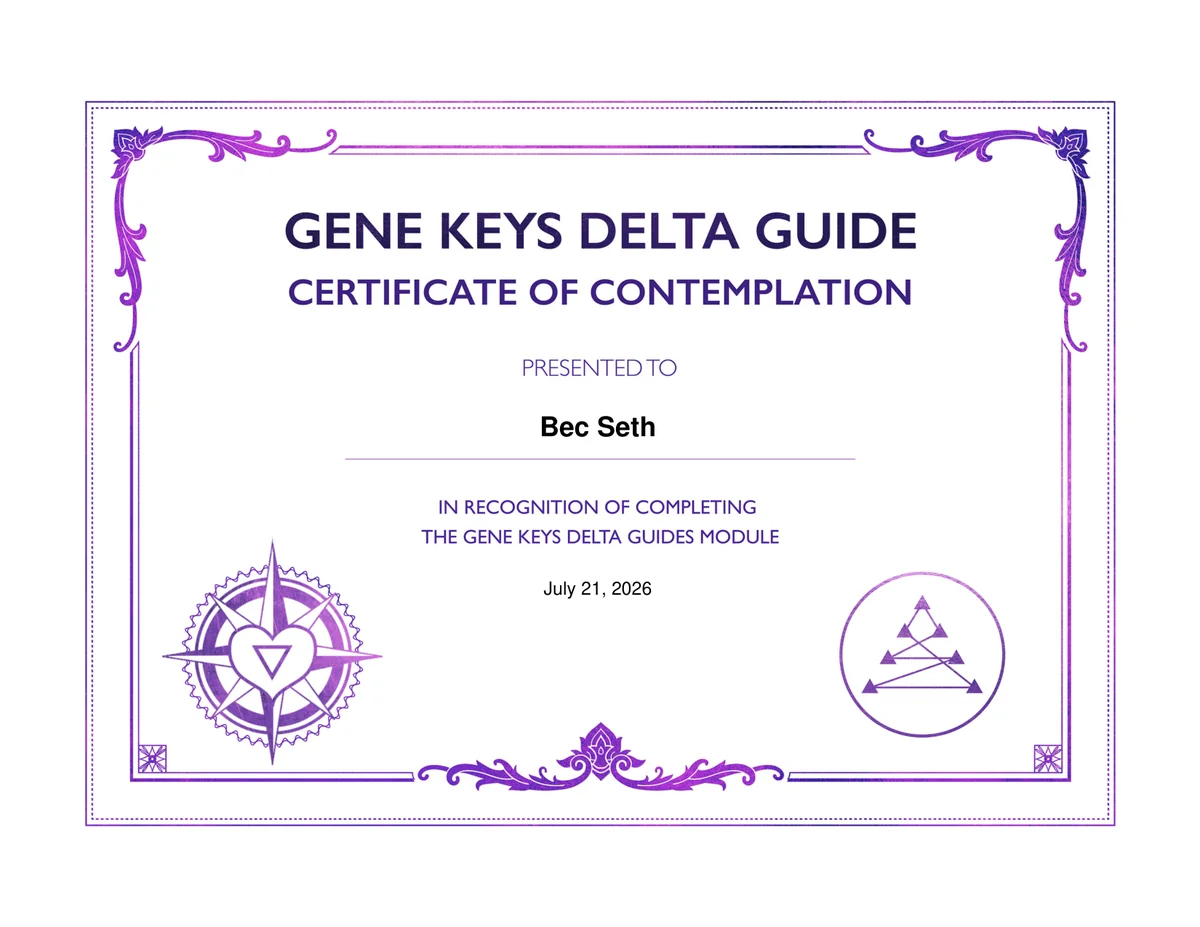 GENE KEYS DELTA GUIDE
CERTIFICATE OF CONTEMPLATION
PRESENTED TO
Bec Seth
IN RECOGNITION OF COMPLETING
THE GENE KEYS DELTA GUIDES MODULE
July 21, 2026